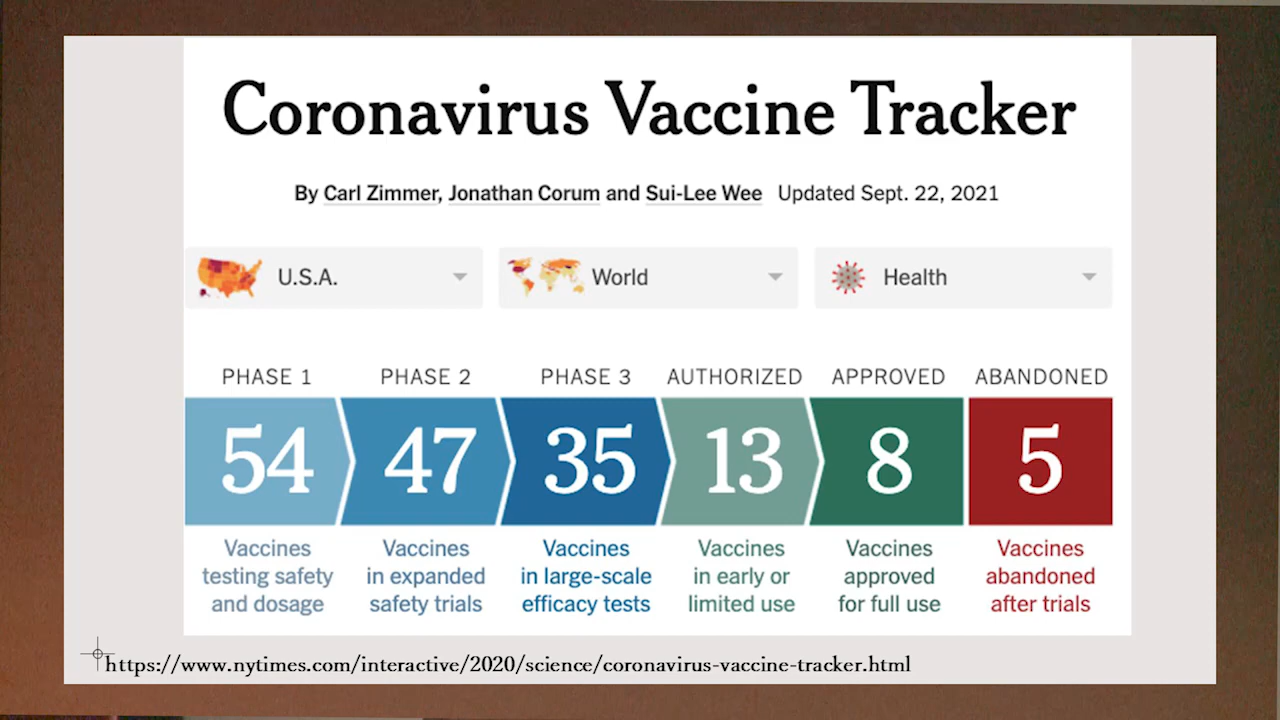 Coronavirus Vaccine Tracker
By Carl Zimmer, Jonathan Corum and Sui-Lee Wee Updated Sept. 22, 2021
U.S.A. World Health
PHASE 1 PHASE 2 PHASE 3 AUTHORIZED APPROVED ABANDONED
54 47 35 13 8 5
Vaccines Vaccines Vaccines Vaccines Vaccines Vaccines
testing safety in expanded in large-scale in early or approved abandoned
and dosage safety trials efficacy tests limited use for full use after trials
https://www.nytimes.com/interactive/2020/science/coronavirus-vaccine-tracker.html